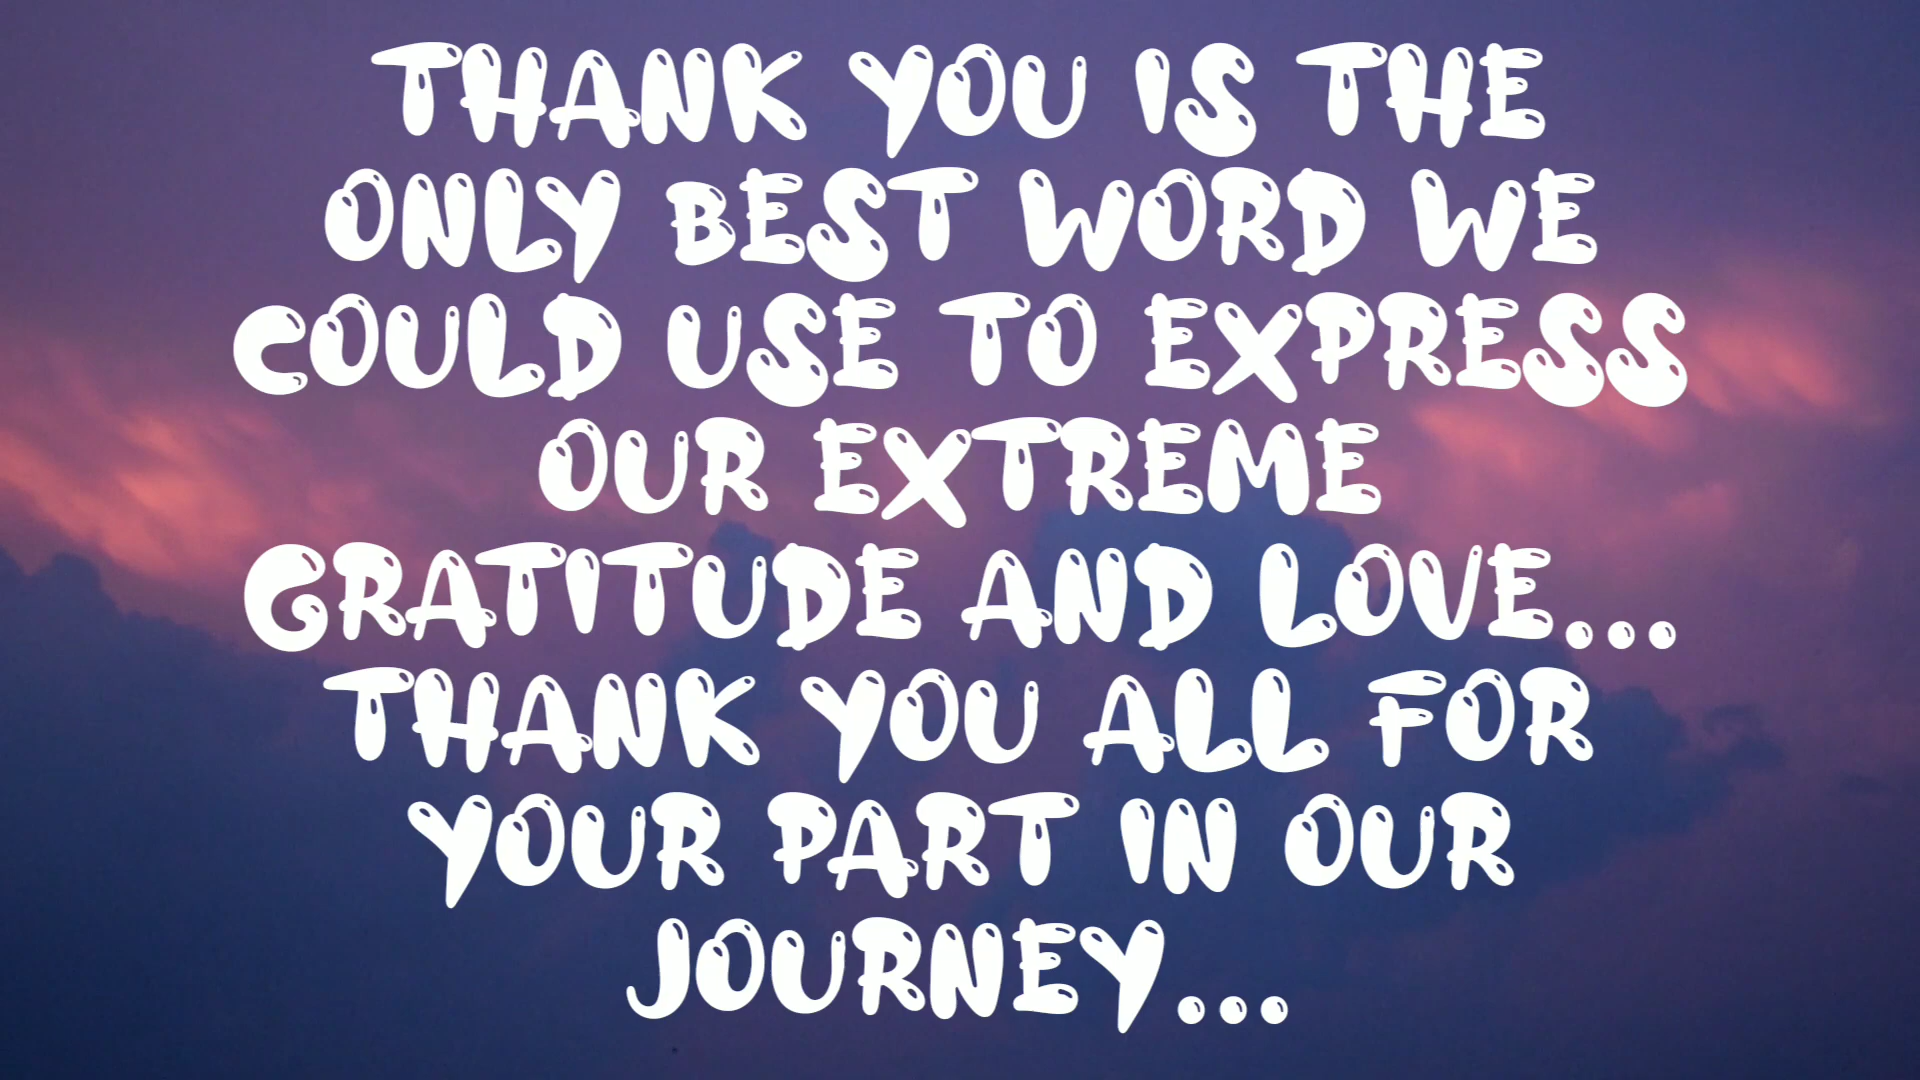 THANK YOU IS THE
ONLY BEST WORD WE
COULD USE TO EXPRESS
OUR EXTREME
GRATITUDE AND LOVE...
THANK YOU ALL FOR
YOUR PART IN OUR
JOURNEY...